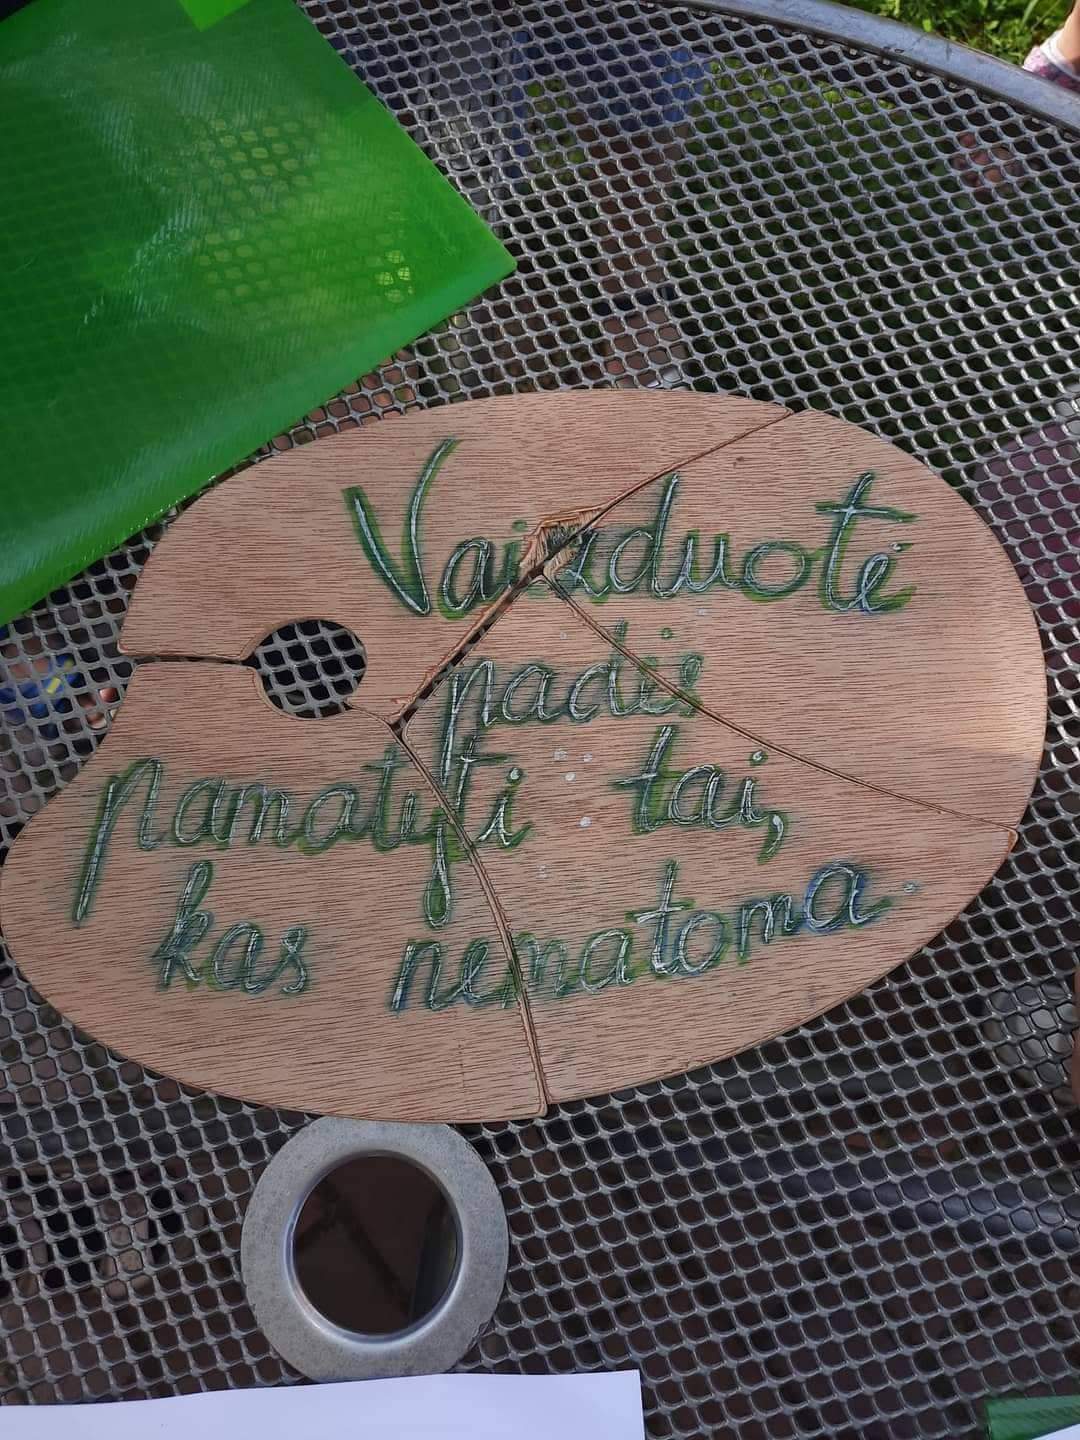 Vaizduotė
padės
pamatyti tai,
kas nematoma.